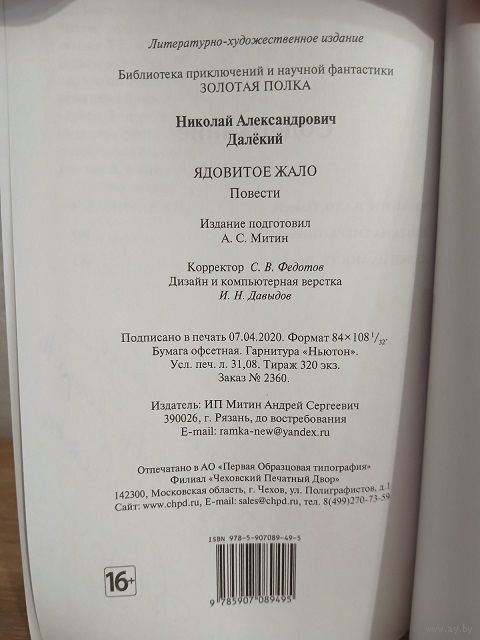 Литературно-художественное издание
Библиотека приключений и научной фантастики
ЗОЛОТАЯ ПОЛКА
Николай Александрович
Далёкий
ЯДОВИТОЕ ЖАЛО
Повести
Издание подготовил
А. С. Митин
Корректор С. В. Федотов
Дизайн и компьютерная верстка
И. Н. Давыдов
Подписано в печать 07.04.2020. Формат 84×108 1/32.
Бумага офсетная. Гарнитура «Ньютон».
Усл. печ. л. 31,08. Тираж 320 экз.
Заказ № 2360.
Издатель: ИП Митин Андрей Сергеевич
390026, г. Рязань, до востребования
E-mail: ramka-new@yandex.ru
Отпечатано в АО «Первая Образцовая типография»
Филиал «Чеховский Печатный Двор»
142300, Московская область, г. Чехов, ул. Полиграфистов, д.1
Сайт: www.chpd.ru, E-mail: sales@chpd.ru, тел. 8(499)270-73-59
ISBN 978-5-907089-49-5
16+
9 785907 089495
www.ay.by